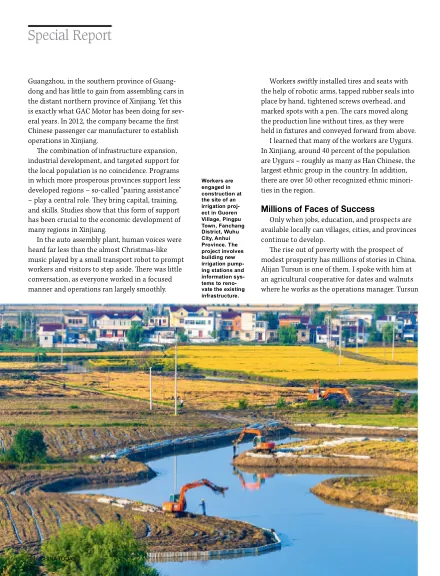 Special Report
Guangzhou, in the southern province of Guang-
dong and has little to gain from assembling cars in
the distant northern province of Xinjiang. Yet this
is exactly what GAC Motor has been doing for sev-
eral years. In 2012, the company became the first
Chinese passenger car manufacturer to establish
operations in Xinjiang.
The combination of infrastructure expansion,
industrial development, and targeted support for
the local population is no coincidence. Programs
in which more prosperous provinces support less
developed regions – so-called "pairing assistance"
– play a central role. They bring capital, training,
and skills. Studies show that this form of support
has been crucial to the economic development of
many regions in Xinjiang.
In the auto assembly plant, human voices were
heard far less than the almost Christmas-like
music played by a small transport robot to prompt
workers and visitors to step aside. There was little
conversation, as everyone worked in a focused
manner and operations ran largely smoothly.
Workers are
engaged in
construction at
the site of an
irrigation proj-
ect in Guoren
Village, Pingpu
Town, Fanchang
District, Wuhu
City, Anhui
Province. The
project involves
building new
irrigation pump-
ing stations and
information sys-
tems to reno-
vate the existing
infrastructure.
Workers swiftly installed tires and seats with
the help of robotic arms, tapped rubber seals into
place by hand, tightened screws overhead, and
marked spots with a pen. The cars moved along
the production line without tires, as they were
held in fixtures and conveyed forward from above.
I learned that many of the workers are Uygurs.
In Xinjiang, around 40 percent of the population
are Uygurs – roughly as many as Han Chinese, the
largest ethnic group in the country. In addition,
there are over 50 other recognized ethnic minori-
ties in the region.
Millions of Faces of Success
Only when jobs, education, and prospects are
available locally can villages, cities, and provinces
continue to develop.
The rise out of poverty with the prospect of
modest prosperity has millions of stories in China.
Alijan Tursun is one of them. I spoke with him at
an agricultural cooperative for dates and walnuts
where he works as the operations manager. Tursun